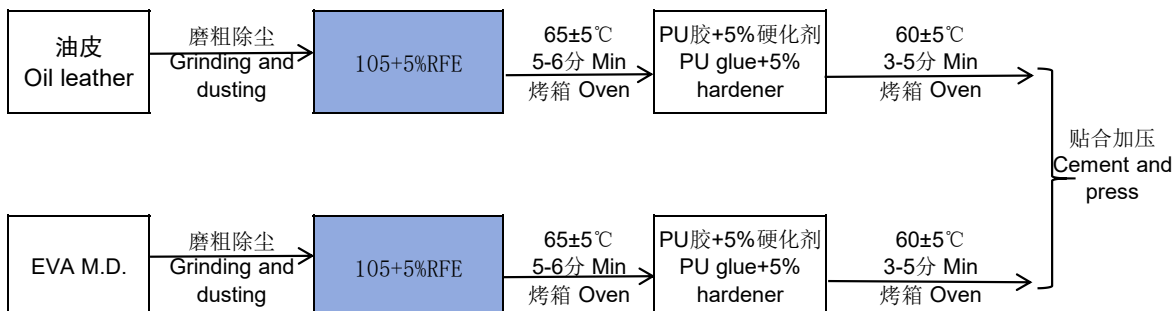 油皮
Oil leather
磨粗除尘
Grinding and
dusting
105+5%RFE
65±5℃
5-6分 Min
烤箱 Oven
PU胶+5%硬化剂
PU glue+5%
hardener
60±5℃
3-5分 Min
烤箱 Oven
贴合加压
Cement and
press
EVA M.D.
磨粗除尘
Grinding and
dusting
105+5%RFE
65±5℃
5-6分 Min
烤箱 Oven
PU胶+5%硬化剂
PU glue+5%
hardener
60±5℃
3-5分 Min
烤箱 Oven